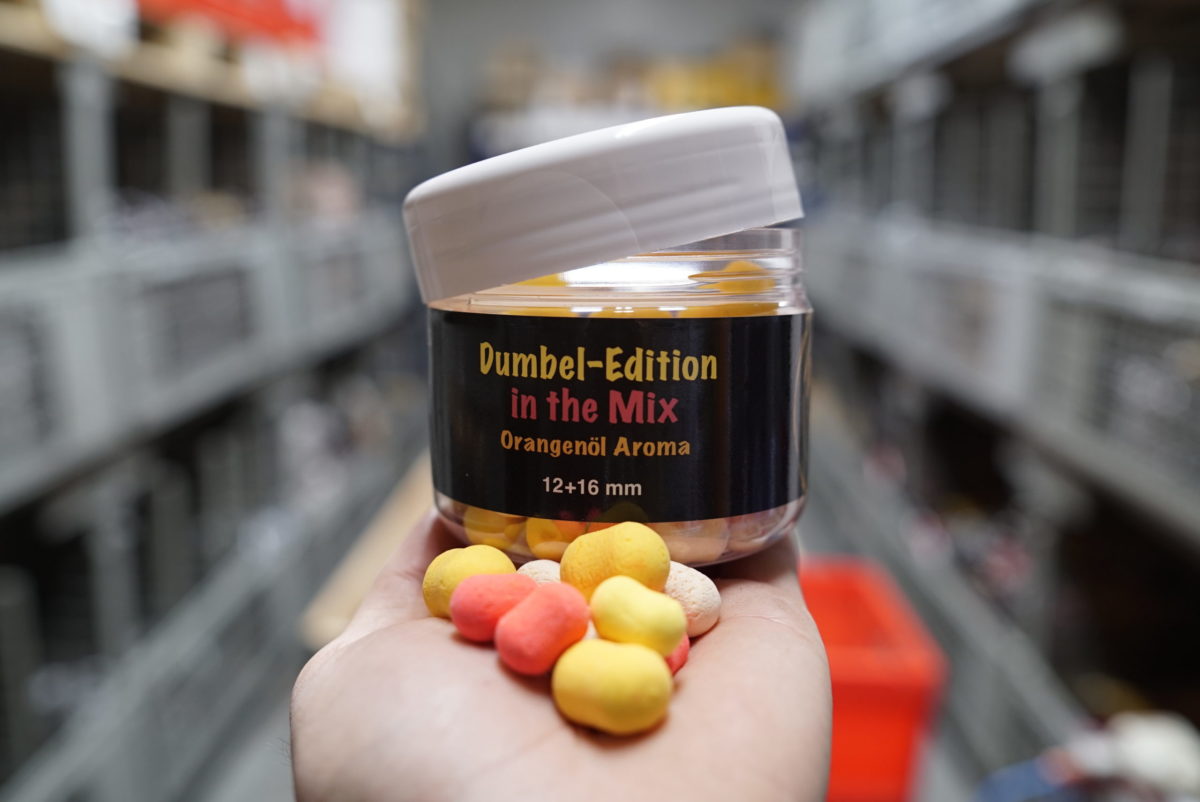 Dumbel-Edition
in the Mix
Orangenöl Aroma
12+16 mm